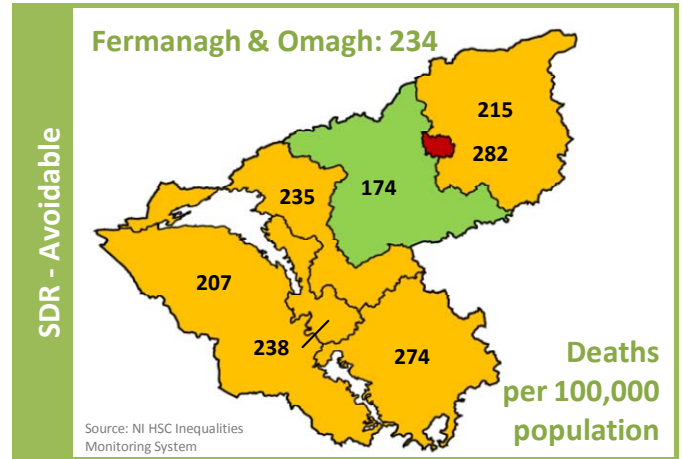 SDR - Avoidable
Fermanagh & Omagh: 234
215
282
174
235
207
238
274
Deaths
per 100,000
population
Source: NI HSC Inequalities
Monitoring System